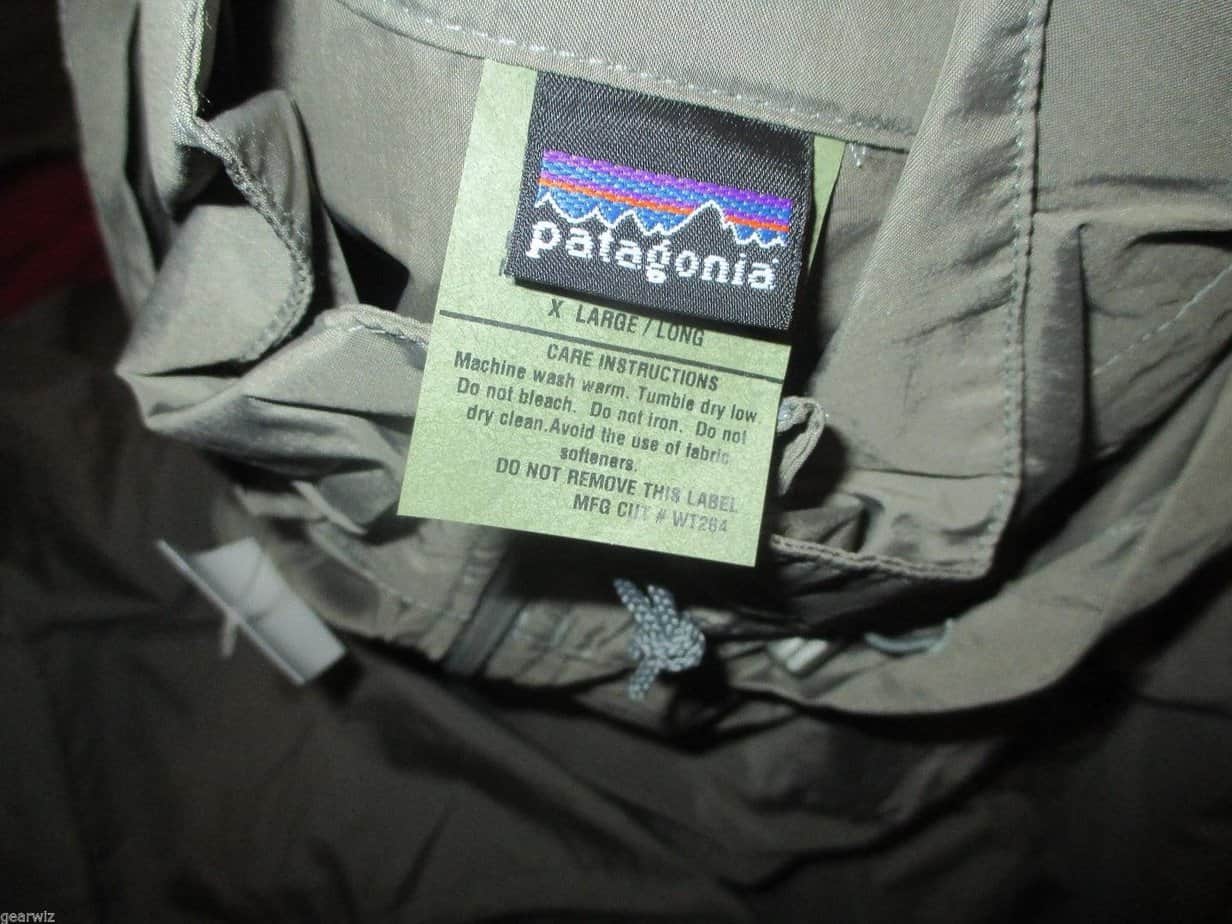 patagonia
X LARGE / LONG
CARE INSTRUCTIONS
Machine wash warm. Tumble dry low.
Do not bleach. Do not iron. Do not
dry clean.Avoid the use of fabric
softeners.
DO NOT REMOVE THIS LABEL
MFG CUT # WT264
gearwiz